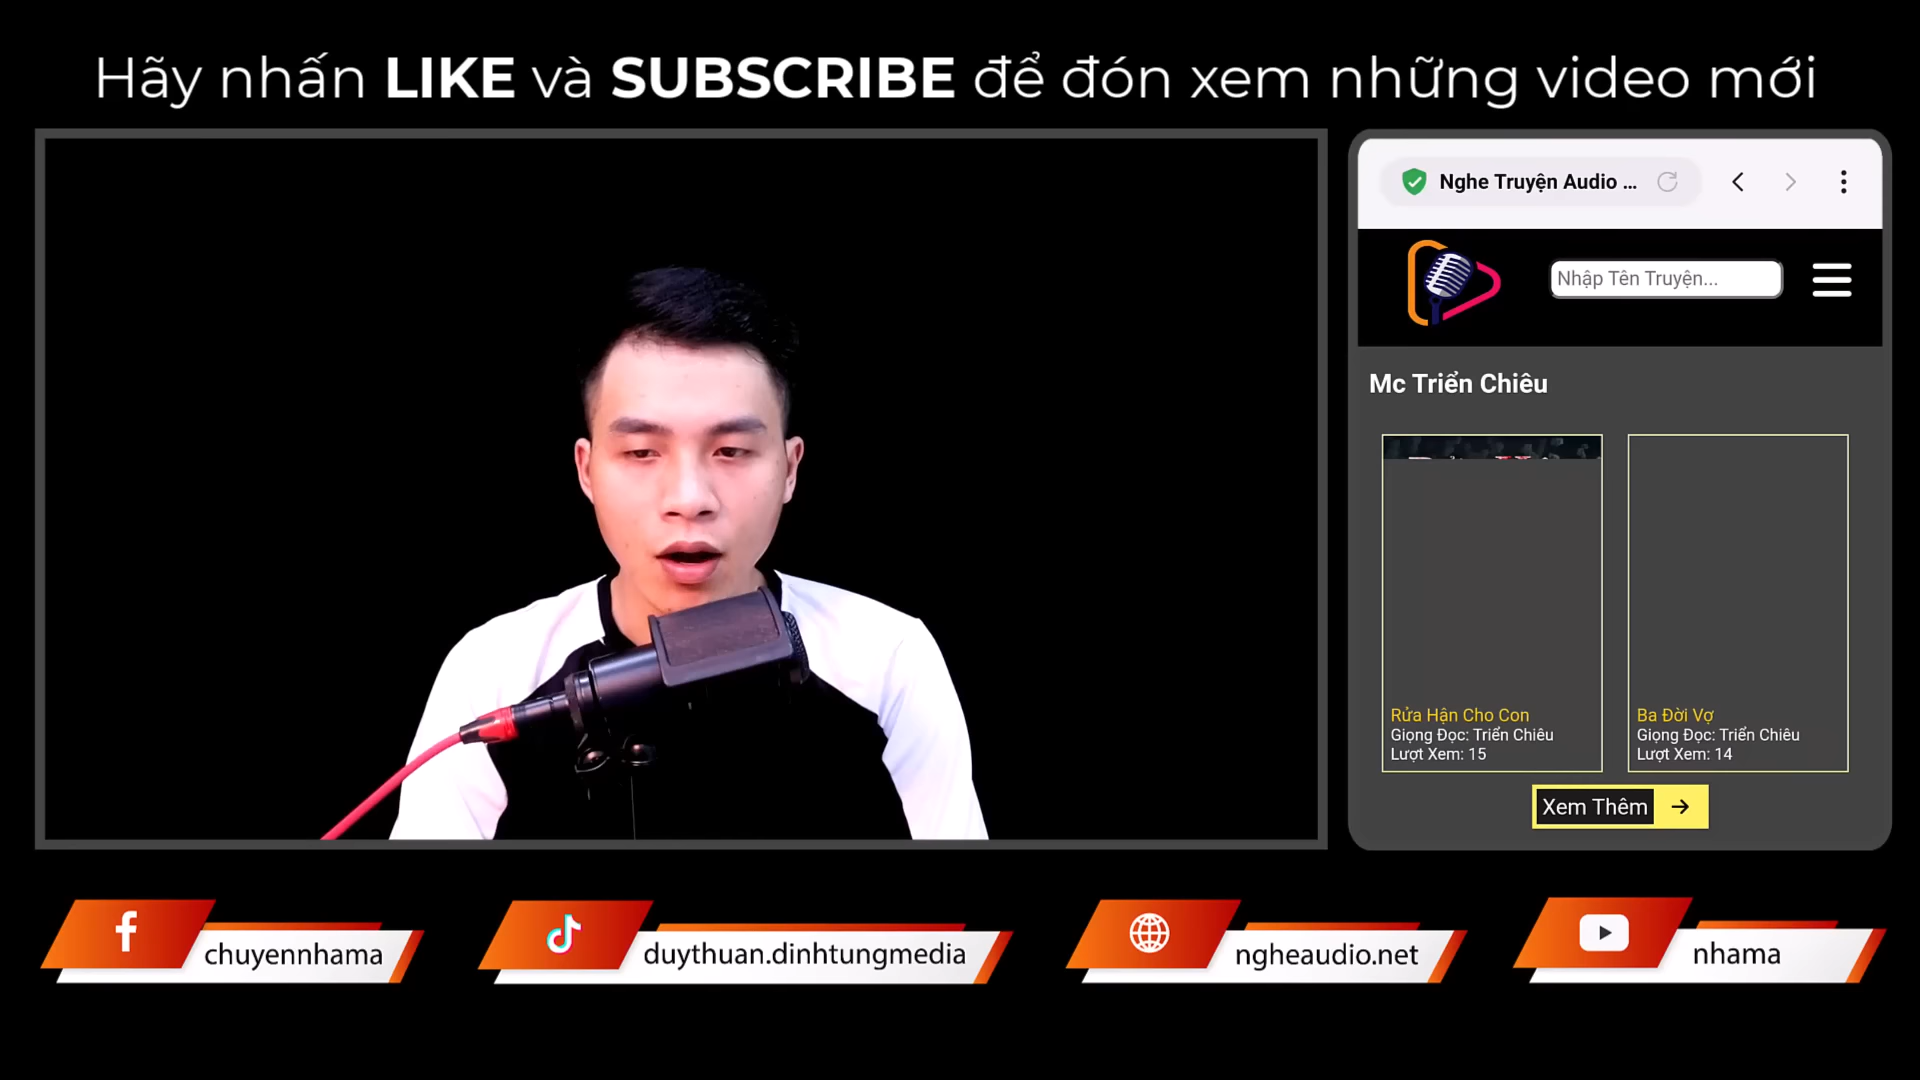 Hãy nhấn LIKE và SUBSCRIBE để đón xem những video mới
Nghe Truyện Audio ...
Nhập Tên Truyện...
Mc Triển Chiêu
Rửa Hận Cho Con
Giọng Đọc: Triển Chiêu
Lượt Xem: 15
Ba Đời Vợ
Giọng Đọc: Triển Chiêu
Lượt Xem: 14
Xem Thêm
chuyennhama
duythuan.dinhtungmedia
ngheaudio.net
nhama